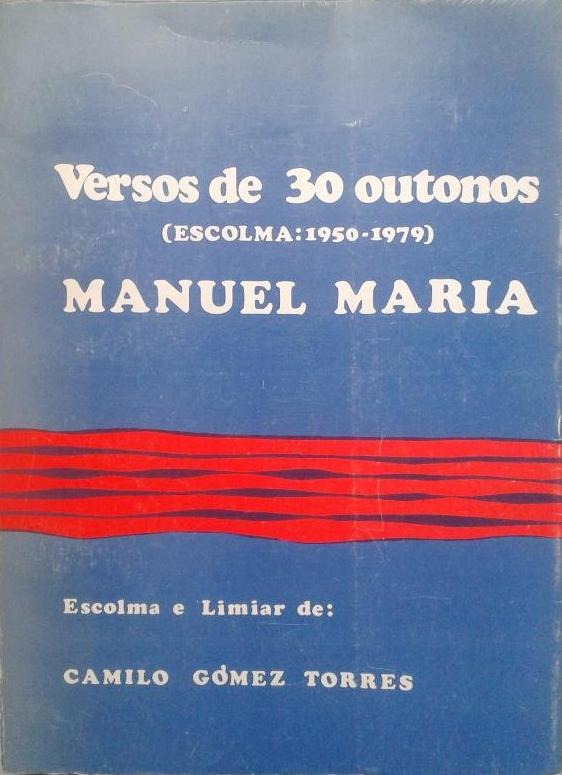 Versos de 30 outonos
(ESCOLMA: 1950-1979)
MANUEL MARIA
Escolma e Limiar de:
CAMILO GÓMEZ TORRES